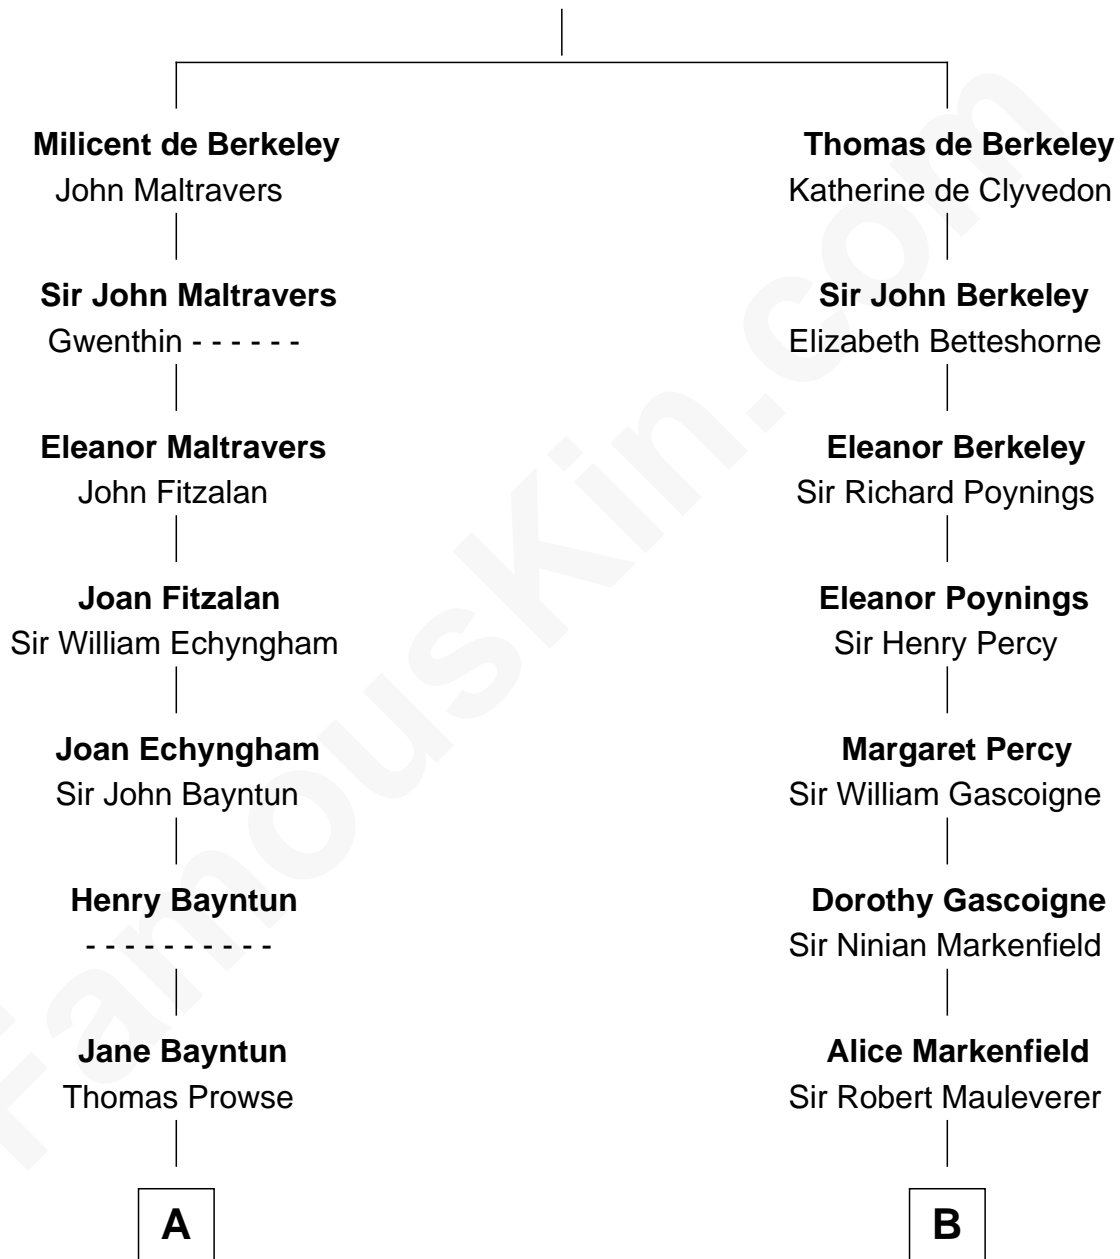 Milicent de Berkeley
John Maltravers
Sir John Maltravers
Gwenthin - - - - - -
Eleanor Maltravers
John Fitzalan
Joan Fitzalan
Sir William Echyngham
Joan Echyngham
Sir John Bayntun
Henry Bayntun
- - - - - - - - - -
Jane Bayntun
Thomas Prowse
A
Thomas de Berkeley
Katherine de Clyvedon
Sir John Berkeley
Elizabeth Betteshorne
Eleanor Berkeley
Sir Richard Poynings
Eleanor Poynings
Sir Henry Percy
Margaret Percy
Sir William Gascoigne
Dorothy Gascoigne
Sir Ninian Markenfield
Alice Markenfield
Sir Robert Mauleverer
B
FamousKin.com